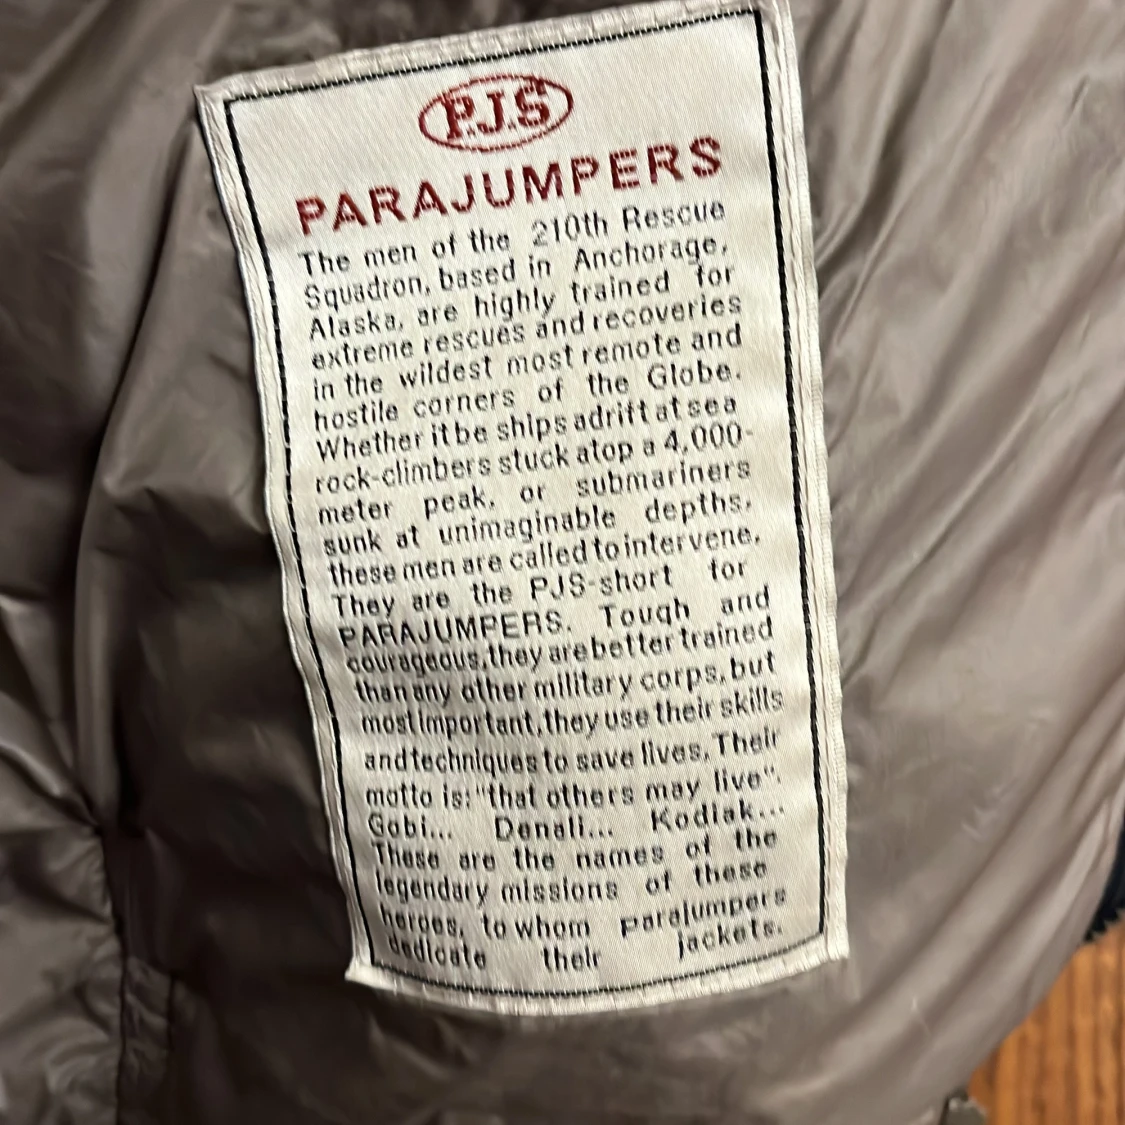 P.J.S
PARAJUMPERS
The men of the 210th Rescue
Squadron, based in Anchorage,
Alaska, are highly trained for
extreme rescues and recoveries
in the wildest most remote and
hostile corners of the Globe.
Whether it be ships adrift at sea
rock-climbers stuck atop a 4,000-
meter peak, or submariners
sunk at unimaginable depths,
these men are called to intervene.
They are the PJS-short for
PARAJUMPERS. Tough and
courageous, they are better trained
than any other military corps, but
most important, they use their skills
and techniques to save lives. Their
motto is: "that others may live".
Gobi... Denali... Kodiak...
These are the names of the
legendary missions of these
heroes, to whom parajumpers
dedicate their jackets.